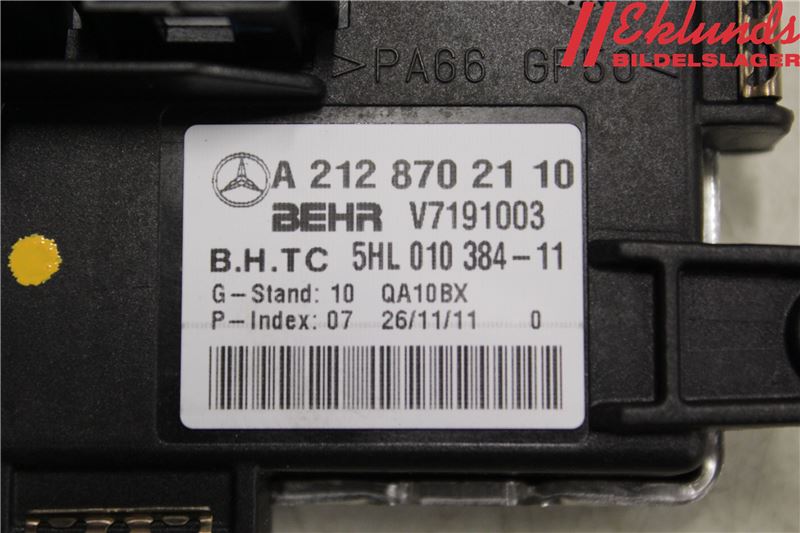 Eklunds
BILDELSLAGER
>PA66 GF30<
A 212 870 21 10
BEHR V7191003
B.H.TC 5HL 010 384-11
G-Stand: 10 QA10BX
P-Index: 07 26/11/11 0